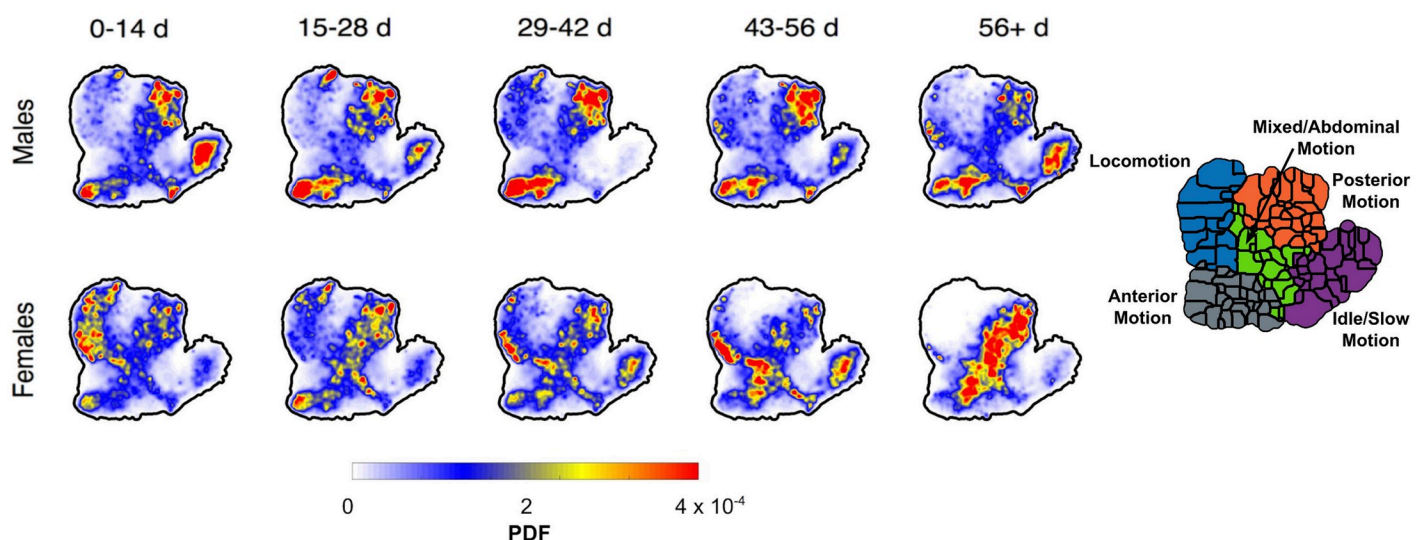 0-14 d
15-28 d
29-42 d
43-56 d
56+ d
Males
Females
Mixed/Abdominal
Motion
Locomotion
Posterior
Motion
Anterior
Motion
Idle/Slow
Motion
0
2
4 x 10⁻⁴
PDF